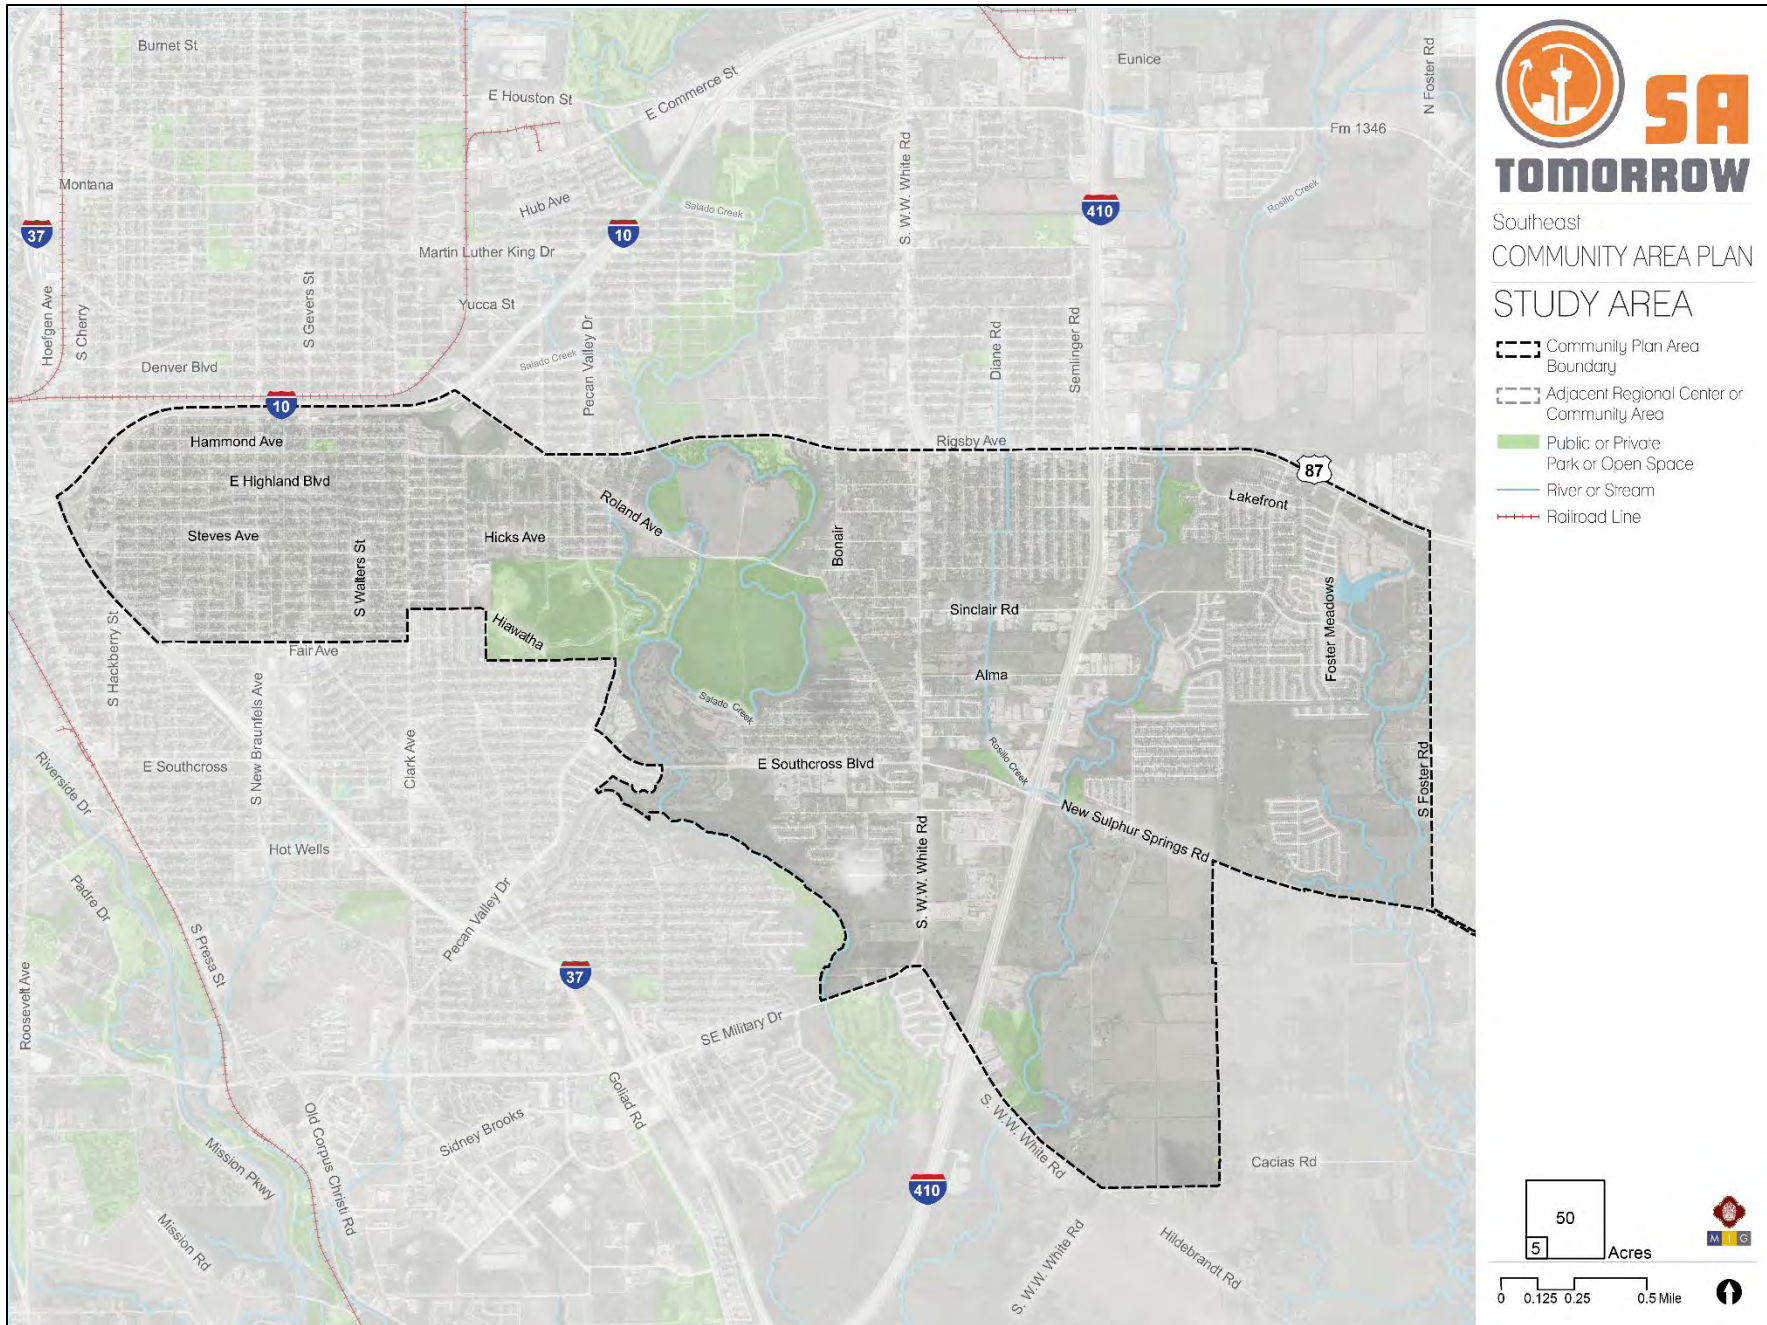 Burnet St
Eunice
N Foster Rd
E Houston St
E Commerce St
Fm 1346
S. W.W. White Rd
Montana
Hub Ave
Salado Creek
Rosillo Creek
37
10
410
Martin Luther King Dr
Hoefgen Ave
S Cherry
S Gevers St
Yucca St
Pecan Valley Dr
Diane Rd
Semlinger Rd
Denver Blvd
Salado Creek
10
Hammond Ave
Rigsby Ave
87
E Highland Blvd
Lakefront
Roland Ave
Steves Ave
Hicks Ave
Bonair
S Walters St
Sinclair Rd
Hiawatha
Foster Meadows
S Hackberry St
Fair Ave
Alma
S New Braunfels Ave
Salado Creek
Clark Ave
Riverside Dr
E Southcross
E Southcross Blvd
Rosillo Creek
S Foster Rd
New Sulphur Springs Rd
Hot Wells
S. W.W. White Rd
Padre Dr
Pecan Valley Dr
S Presa St
37
Roosevelt Ave
SE Military Dr
Goliad Rd
Old Corpus Christi Rd
Sidney Brooks
S. W.W. White Rd
Mission Pkwy
Cacias Rd
410
Mission Rd
S. W.W. White Rd
Hildebrandt Rd
SA
TOMORROW
Southeast
COMMUNITY AREA PLAN
STUDY AREA
Community Plan Area
Boundary
Adjacent Regional Center or
Community Area
Public or Private
Park or Open Space
River or Stream
Railroad Line
50
5
Acres
M I G
0 0.125 0.25 0.5 Mile